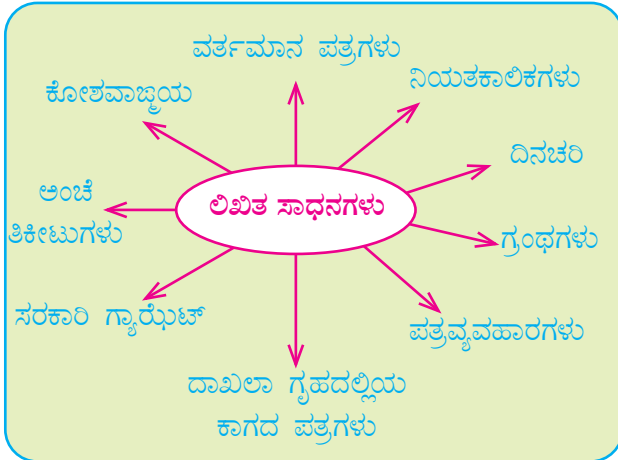 ವರ್ತಮಾನ ಪತ್ರಗಳು
ನಿಯತಕಾಲಿಕಗಳು
ಕೋಶವಾಙ್ಮಯ
ದಿನಚರಿ
ಅಂಚೆ
ತಿಕೀಟುಗಳು
ಲಿಖಿತ ಸಾಧನಗಳು
ಗ್ರಂಥಗಳು
ಸರಕಾರಿ ಗ್ಯಾಝೆಟ್
ಪತ್ರವ್ಯವಹಾರಗಳು
ದಾಖಲಾ ಗೃಹದಲ್ಲಿಯ
ಕಾಗದ ಪತ್ರಗಳು